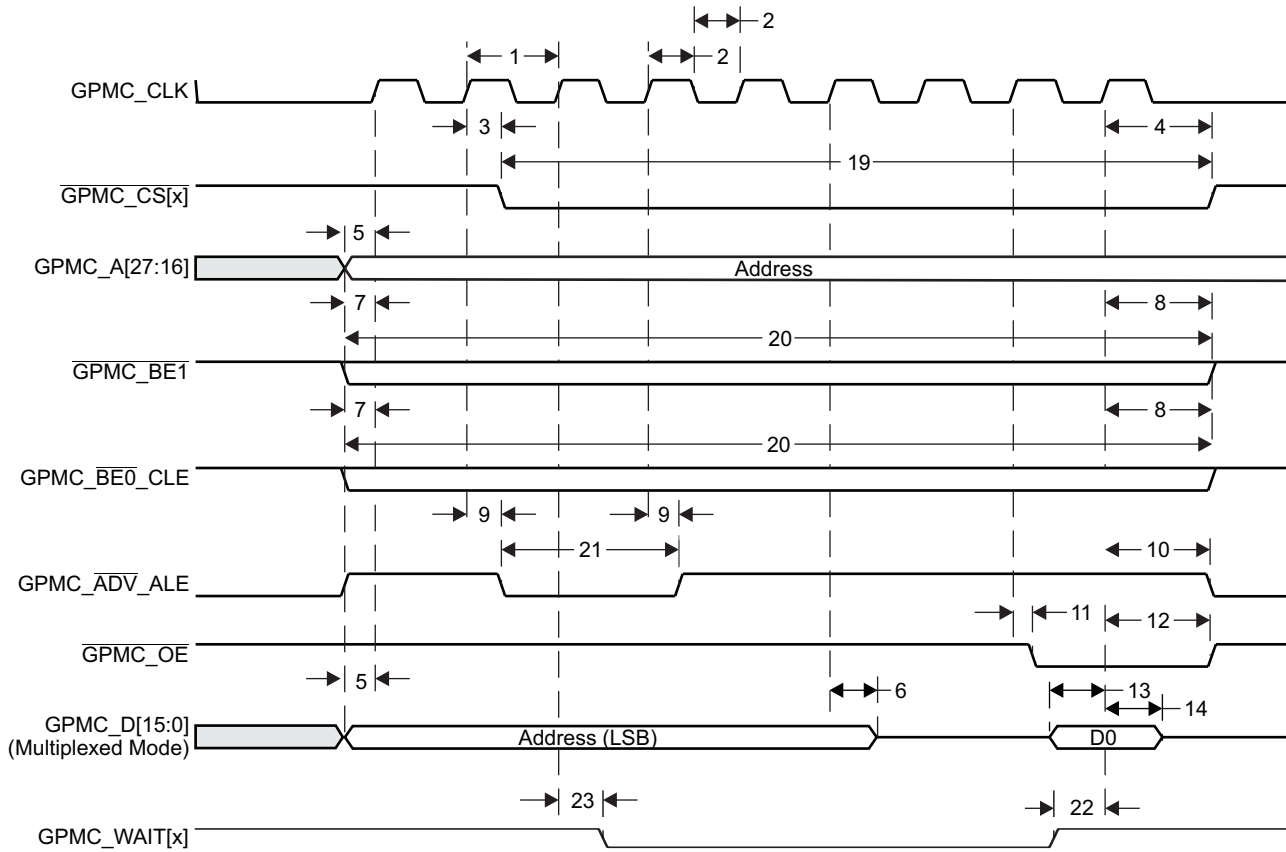 2
1
2
GPMC_CLK
3
4
19
GPMC_CS[x]
5
GPMC_A[27:16]
Address
7
8
20
GPMC_BE1
7
8
20
GPMC_BE0_CLE
9
9
21
10
GPMC_ADV_ALE
11
12
GPMC_OE
5
6
13
14
GPMC_D[15:0]
(Multiplexed Mode)
Address (LSB)
D0
23
22
GPMC_WAIT[x]